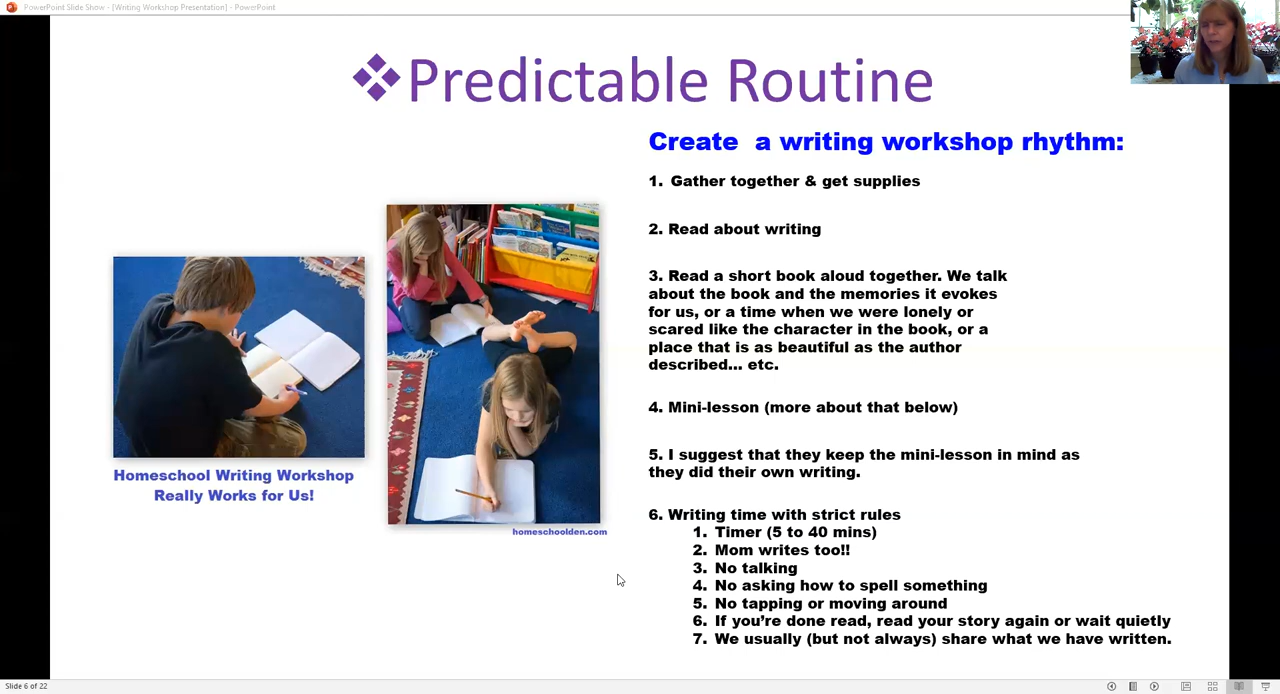 PowerPoint Slide Show - [Writing Workshop Presentation] - PowerPoint
❖Predictable Routine
Create a writing workshop rhythm:
1. Gather together & get supplies
2. Read about writing
3. Read a short book aloud together. We talk
about the book and the memories it evokes
for us, or a time when we were lonely or
scared like the character in the book, or a
place that is as beautiful as the author
described... etc.
4. Mini-lesson (more about that below)
5. I suggest that they keep the mini-lesson in mind as
they did their own writing.
6. Writing time with strict rules
1. Timer (5 to 40 mins)
2. Mom writes too!!
3. No talking
4. No asking how to spell something
5. No tapping or moving around
6. If you’re done read, read your story again or wait quietly
7. We usually (but not always) share what we have written.
Homeschool Writing Workshop
Really Works for Us!
homeschoolden.com
Slide 6 of 22